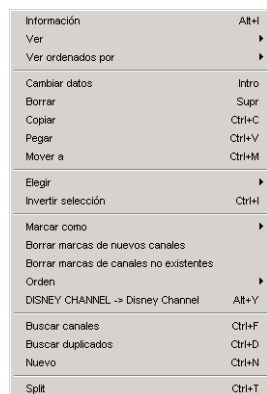 Información Alt+I
Ver
Ver ordenados por
Cambiar datos Intro
Borrar Supr
Copiar Ctrl+C
Pegar Ctrl+V
Mover a Ctrl+M
Elegir
Invertir selección Ctrl+I
Marcar como
Borrar marcas de nuevos canales
Borrar marcas de canales no existentes
Orden
DISNEY CHANNEL -> Disney Channel Alt+Y
Buscar canales Ctrl+F
Buscar duplicados Ctrl+D
Nuevo Ctrl+N
Split Ctrl+T